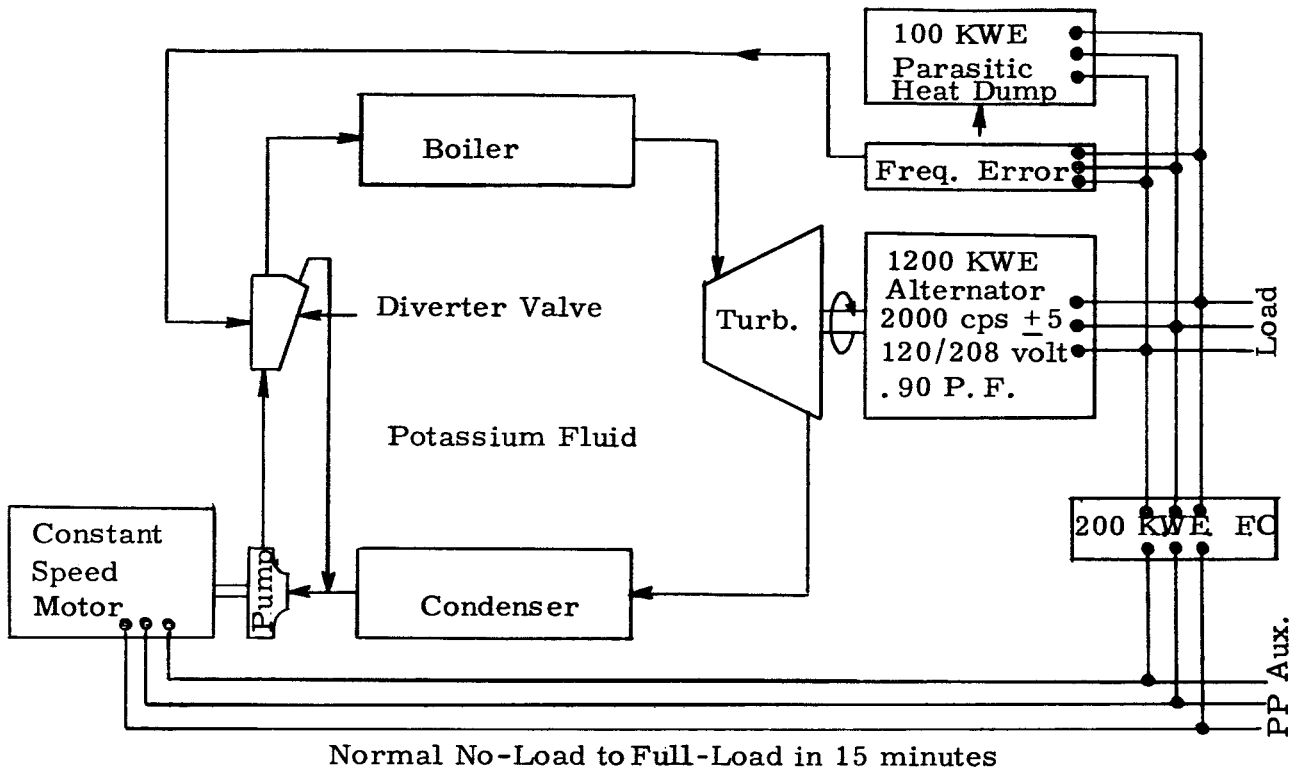 100 KWE
Parasitic
Heat Dump
Boiler
Freq. Error
1200 KWE
Alternator
2000 cps ±5
120/208 volt
.90 P.F.
Diverter Valve
Turb.
Load
Potassium Fluid
200 KWE FC
Constant
Speed
Motor
Pump
Condenser
PP Aux.
Normal No-Load to Full-Load in 15 minutes